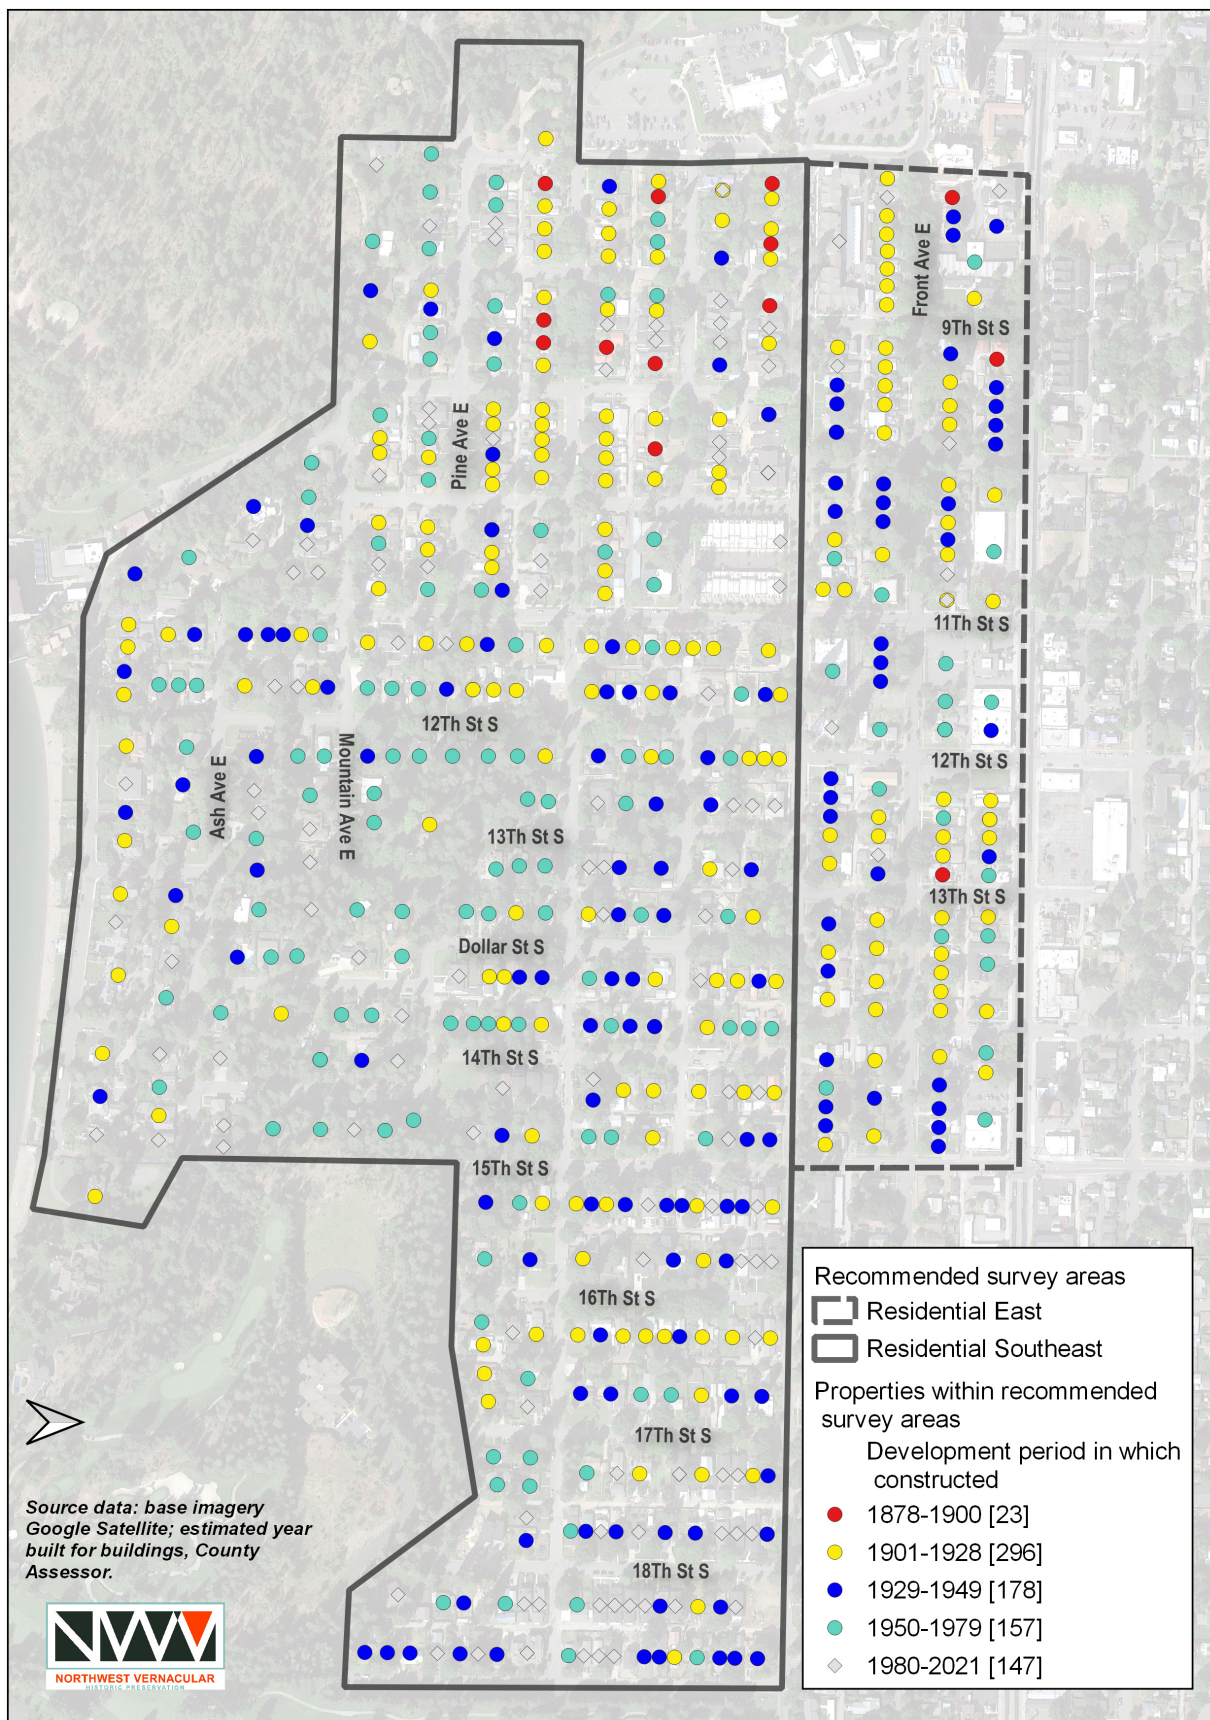 Front Ave E
9Th St S
Pine Ave E
11Th St S
12Th St S
Mountain Ave E
Ash Ave E
12Th St S
13Th St S
13Th St S
Dollar St S
14Th St S
15Th St S
16Th St S
17Th St S
18Th St S
Recommended survey areas
Residential East
Residential Southeast
Properties within recommended
survey areas
Development period in which
constructed
1878-1900 [23]
1901-1928 [296]
1929-1949 [178]
1950-1979 [157]
1980-2021 [147]
Source data: base imagery
Google Satellite; estimated year
built for buildings, County
Assessor.
NWV
NORTHWEST VERNACULAR
HISTORIC PRESERVATION